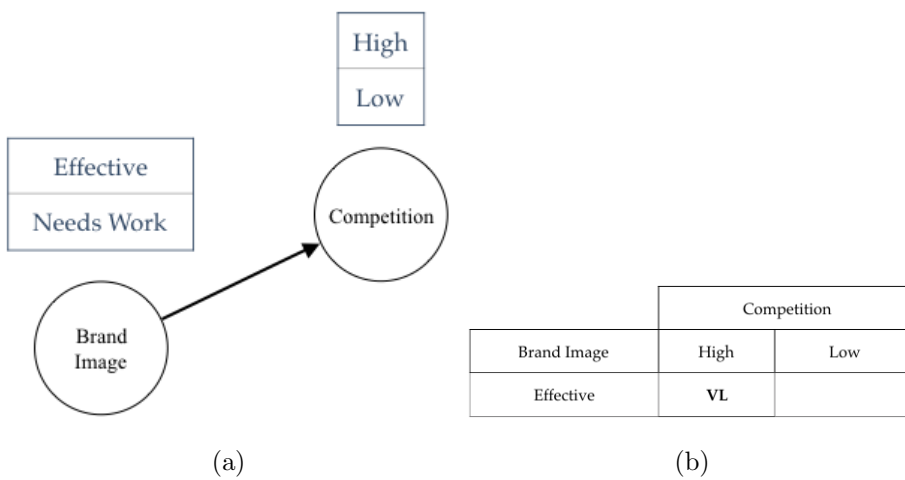 High
Low
Effective
Needs Work
Competition
Brand
Image
(a)
Competition
Brand Image High Low
Effective VL
(b)